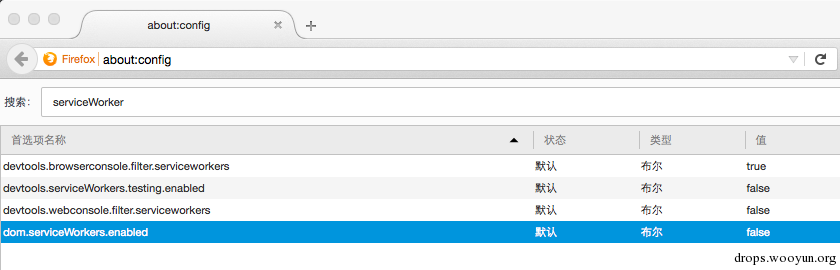 about:config
Firefox about:config
搜索: serviceWorker
首选项名称 状态 类型 值
devtools.browserconsole.filter.serviceworkers 默认 布尔 true
devtools.serviceWorkers.testing.enabled 默认 布尔 false
devtools.webconsole.filter.serviceworkers 默认 布尔 false
dom.serviceWorkers.enabled 默认 布尔 false
drops.wooyun.org